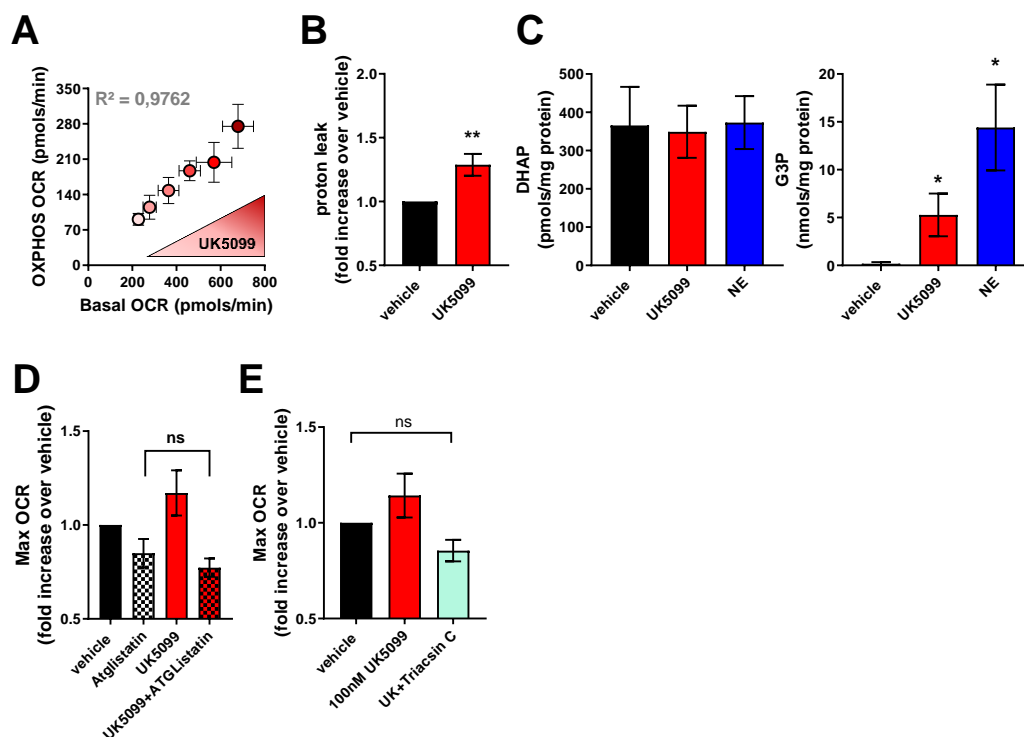 A
OXPHOS OCR (pmols/min)
350
280
210
140
70
0
R² = 0,9762
UK5099
0 200 400 600 800
Basal OCR (pmols/min)
B
proton leak
(fold increase over vehicle)
2.0
1.5
1.0
0.5
**
vehicle
UK5099
C
DHAP
(pmols/mg protein)
500
400
300
200
100
0
vehicle
UK5099
NE
G3P
(nmols/mg protein)
20
15
10
5
0
*
*
vehicle
UK5099
NE
D
Max OCR
(fold increase over vehicle)
1.5
1.0
0.5
ns
vehicle
Atglistatin
UK5099
UK5099+ATGListatin
E
Max OCR
(fold increase over vehicle)
1.5
1.0
0.5
ns
vehicle
100nM UK5099
UK+Triacsin C